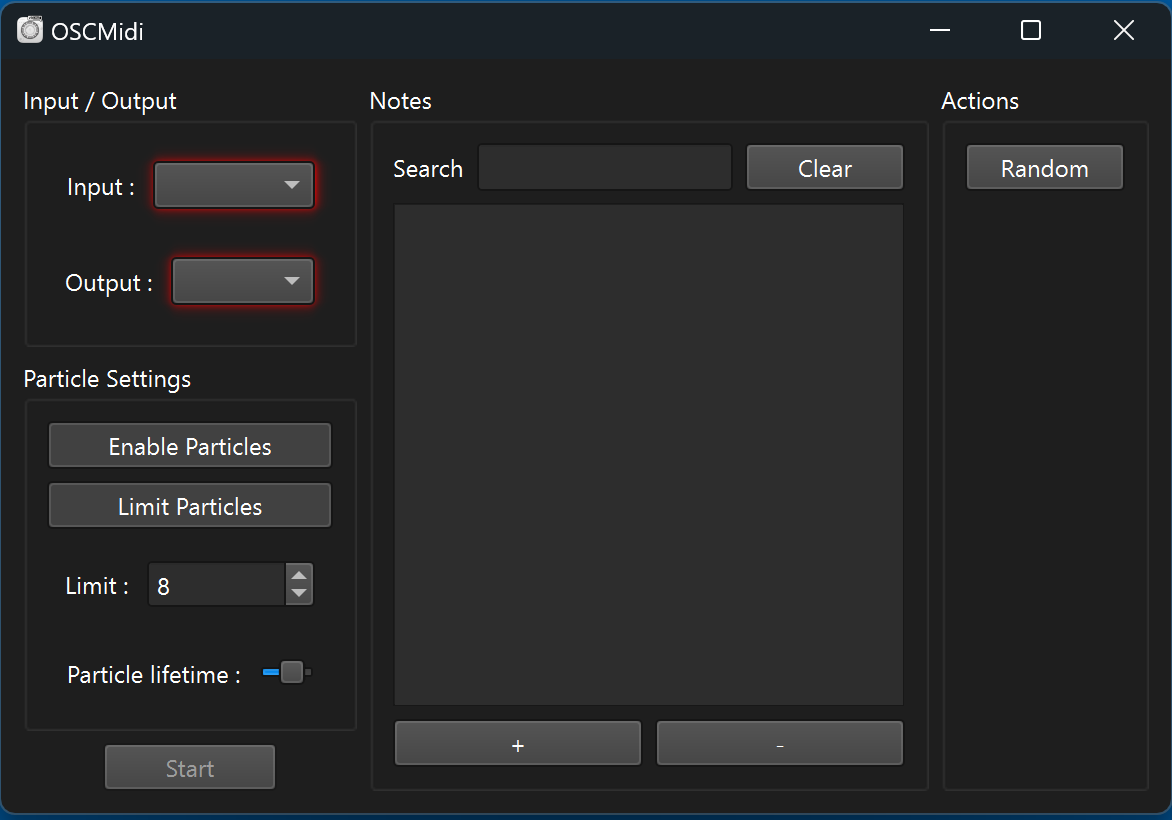 OSCMidi
Input / Output
Input :
Output :
Particle Settings
Enable Particles
Limit Particles
Limit : 8
Particle lifetime :
Start
Notes
Search Clear
+ -
Actions
Random